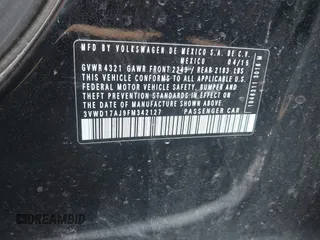 MFD BY VOLKSWAGEN DE MEXICO S.A. DE C.V.
MEXICO 04/15
GVWR 4321 GAWR FRONT 2249 / REAR 2183 LBS
THIS VEHICLE CONFORMS TO ALL APPLICABLE
FEDERAL MOTOR VEHICLE SAFETY, BUMPER, AND
THEFT PREVENTION STANDARDS IN EFFECT ON THE
DATE OF MANUFACTURE SHOWN ABOVE.
3VWD17AJ9FM342127 PASSENGER CAR
DREAMBID